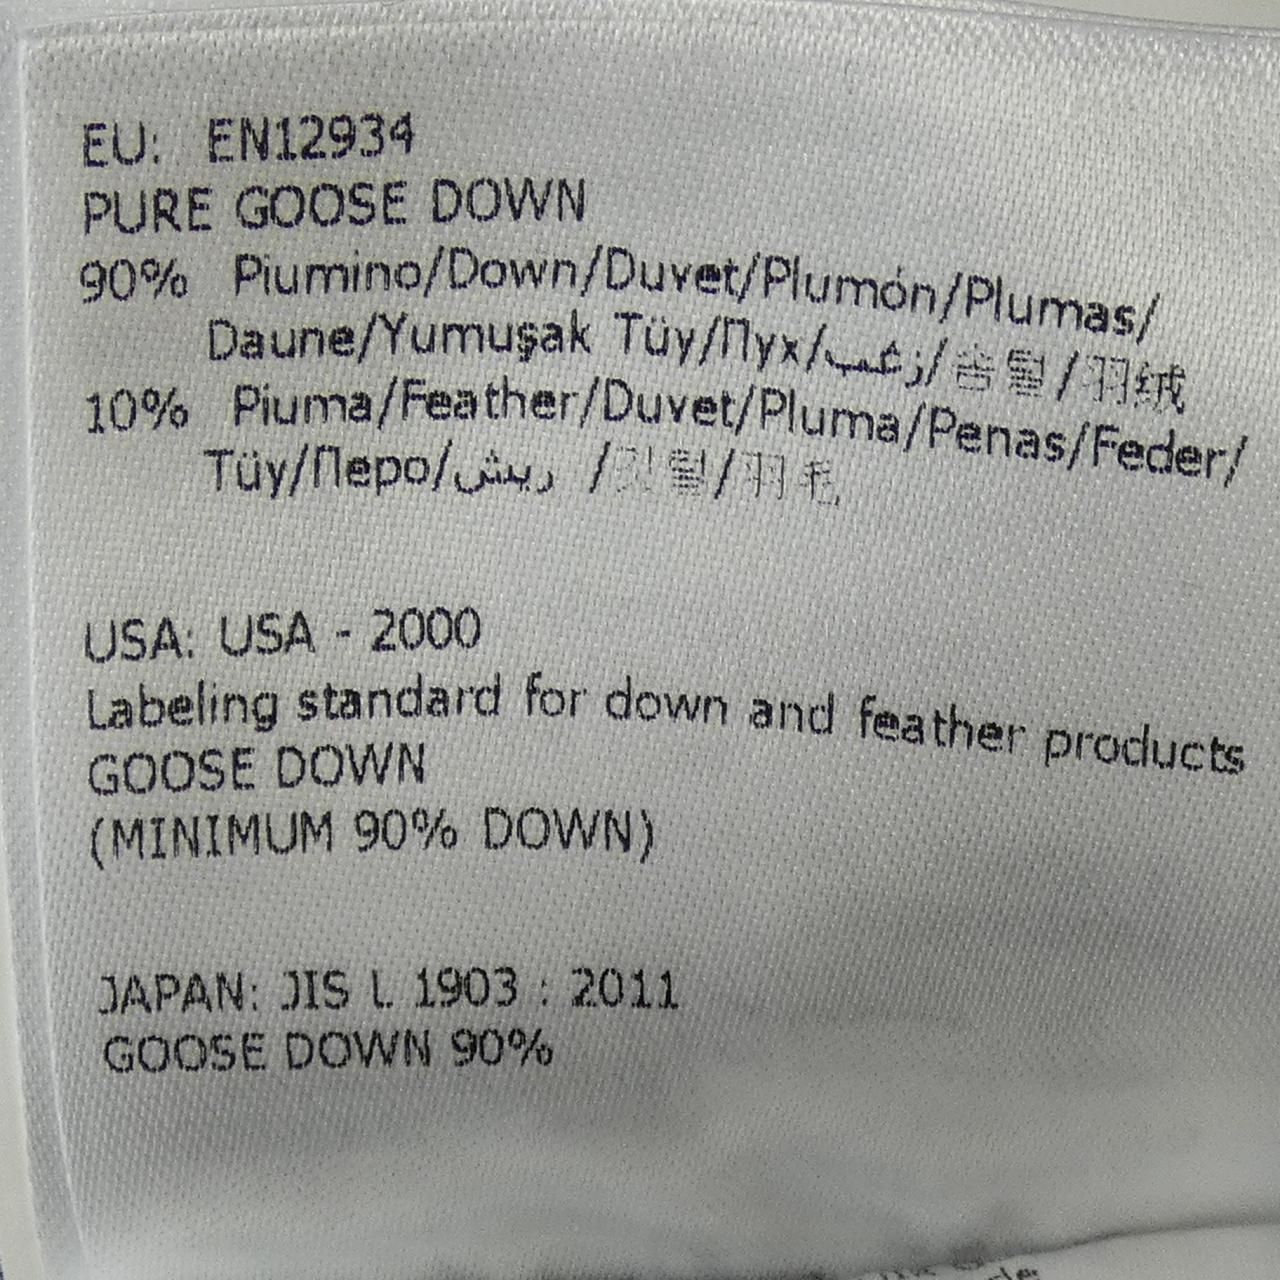 EU: EN12934
PURE GOOSE DOWN
90% Piumino/Down/Duvet/Plumón/Plumas/
Daune/Yumuşak Tüy/Пух/زغب/솜털/羽绒
10% Piuma/Feather/Duvet/Pluma/Penas/Feder/
Tüy/Перо/ريش /깃털/羽毛
USA: USA - 2000
Labeling standard for down and feather products
GOOSE DOWN
(MINIMUM 90% DOWN)
JAPAN: JIS L 1903 : 2011
GOOSE DOWN 90%